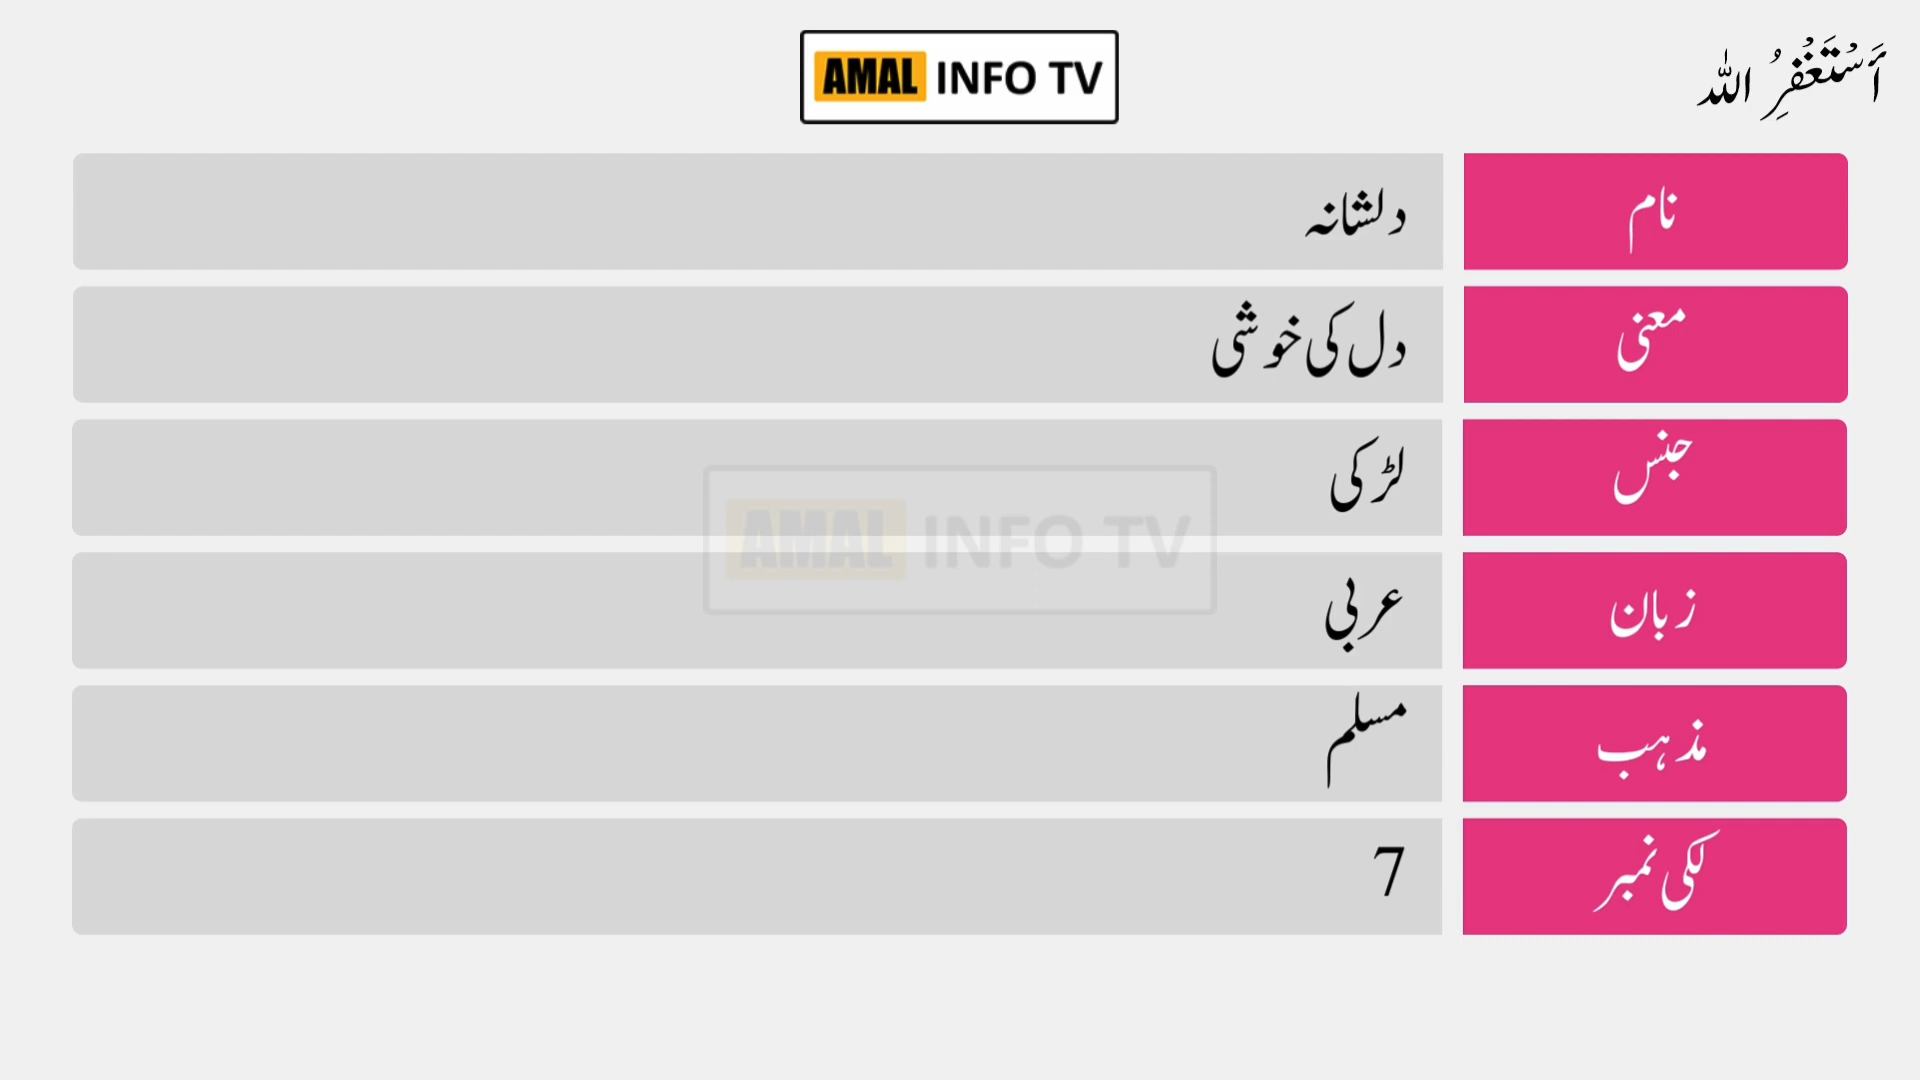 AMAL INFO TV
أَسْتَغْفِرُ اللّٰه
نام دلشانہ
معنی دل کی خوشی
جنس لڑکی
AMAL INFO TV
زبان عربی
مذہب مسلم
لکی نمبر 7